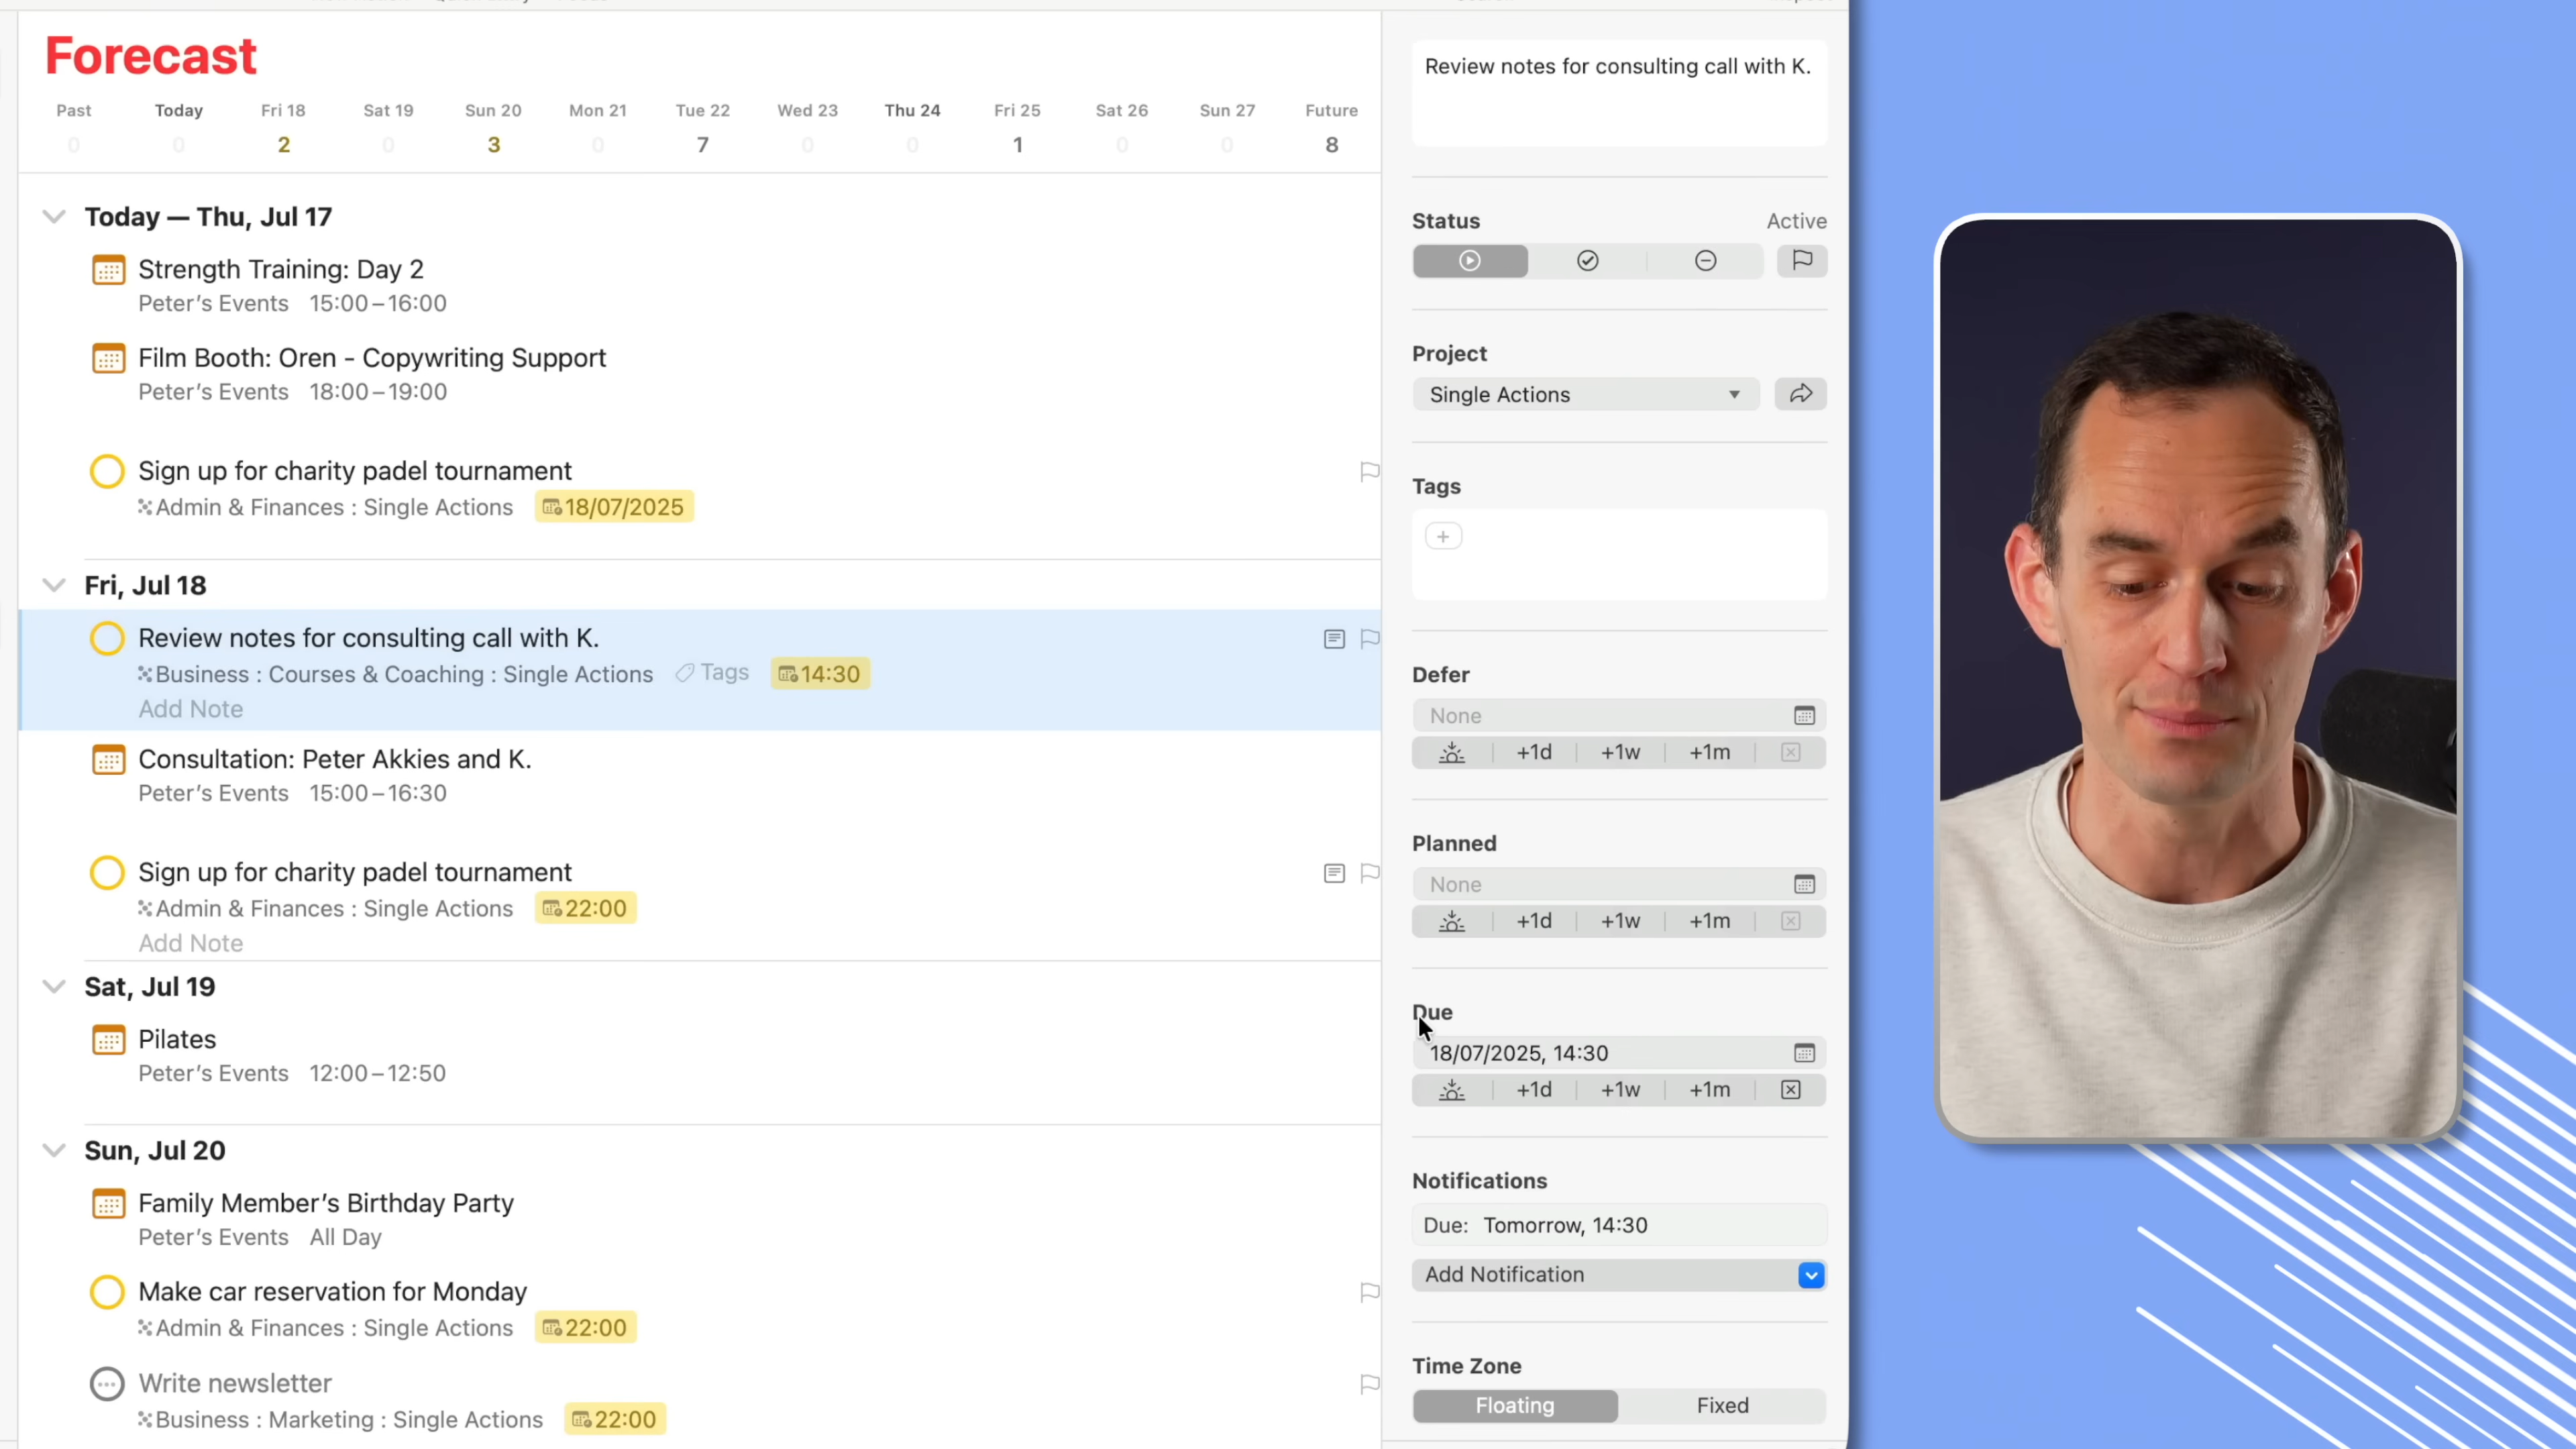 Forecast
Past Today Fri 18 Sat 19 Sun 20 Mon 21 Tue 22 Wed 23 Thu 24 Fri 25 Sat 26 Sun 27 Future
0 0 2 0 3 0 7 0 0 1 0 0 8
Today — Thu, Jul 17
Strength Training: Day 2
Peter's Events 15:00–16:00
Film Booth: Oren - Copywriting Support
Peter's Events 18:00–19:00
Sign up for charity padel tournament
Admin & Finances : Single Actions 18/07/2025
Fri, Jul 18
Review notes for consulting call with K.
Business : Courses & Coaching : Single Actions Tags 14:30
Add Note
Consultation: Peter Akkies and K.
Peter's Events 15:00–16:30
Sign up for charity padel tournament
Admin & Finances : Single Actions 22:00
Add Note
Sat, Jul 19
Pilates
Peter's Events 12:00–12:50
Sun, Jul 20
Family Member's Birthday Party
Peter's Events All Day
Make car reservation for Monday
Admin & Finances : Single Actions 22:00
Write newsletter
Business : Marketing : Single Actions 22:00
Review notes for consulting call with K.
Status Active
Project
Single Actions
Tags
Defer
None
+1d +1w +1m
Planned
None
+1d +1w +1m
Due
18/07/2025, 14:30
+1d +1w +1m
Notifications
Due: Tomorrow, 14:30
Add Notification
Time Zone
Floating Fixed